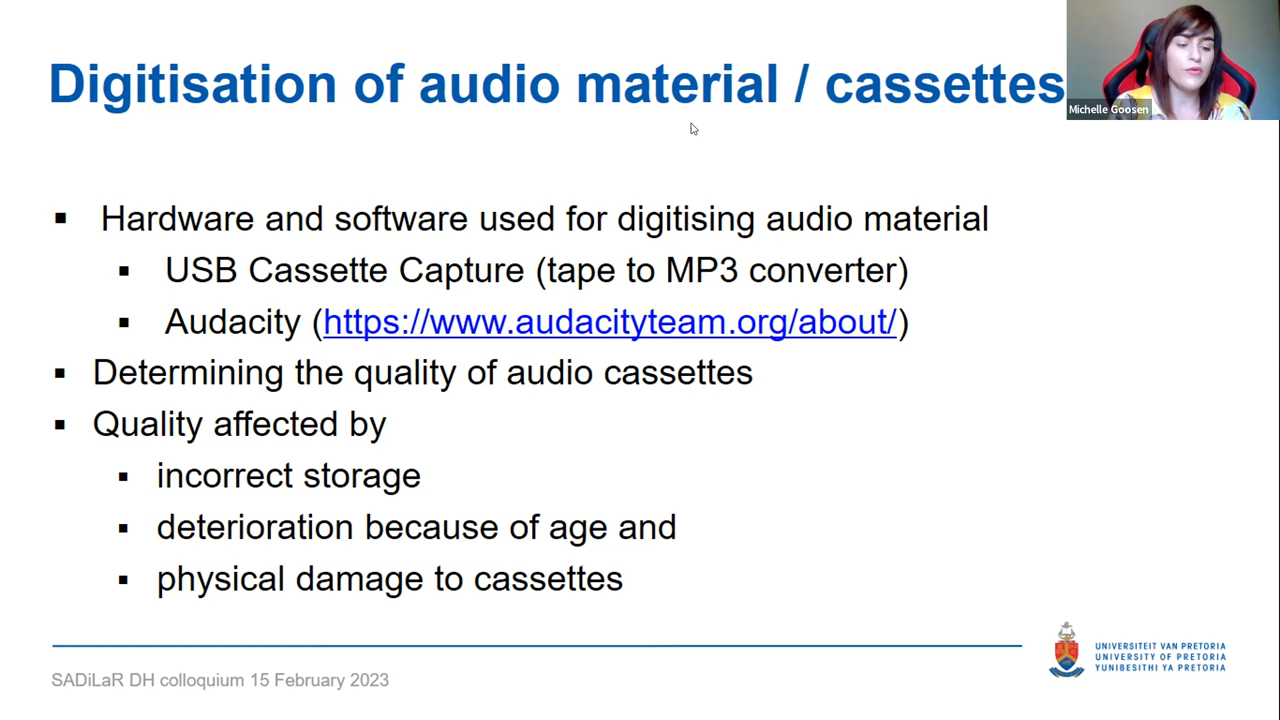 Digitisation of audio material / cassettes
Michelle Goosen
Hardware and software used for digitising audio material
USB Cassette Capture (tape to MP3 converter)
Audacity (https://www.audacityteam.org/about/)
Determining the quality of audio cassettes
Quality affected by
incorrect storage
deterioration because of age and
physical damage to cassettes
SADiLaR DH colloquium 15 February 2023
UNIVERSITEIT VAN PRETORIA
UNIVERSITY OF PRETORIA
YUNIBESITHI YA PRETORIA